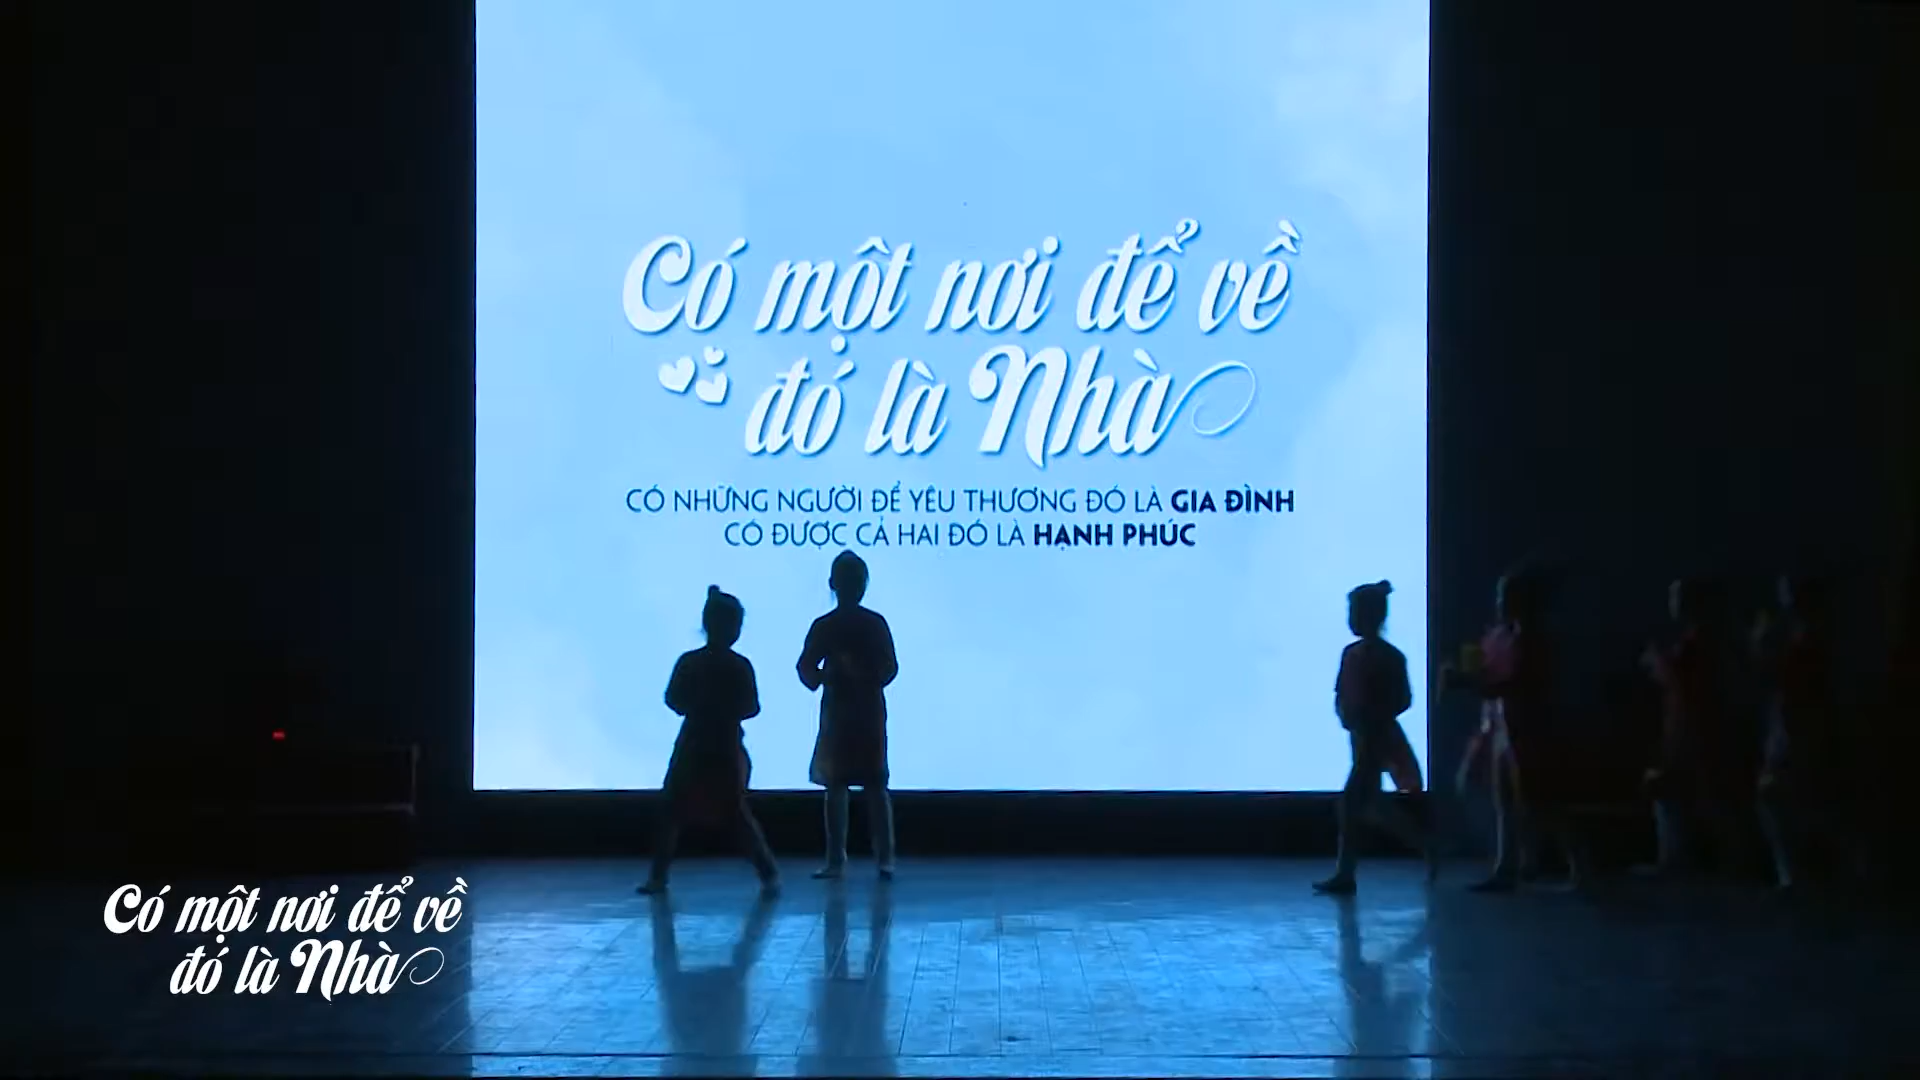 Có một nơi để về
đó là Nhà
CÓ NHỮNG NGƯỜI ĐỂ YÊU THƯƠNG ĐÓ LÀ GIA ĐÌNH
CÓ ĐƯỢC CẢ HAI ĐÓ LÀ HẠNH PHÚC
Có một nơi để về
đó là Nhà